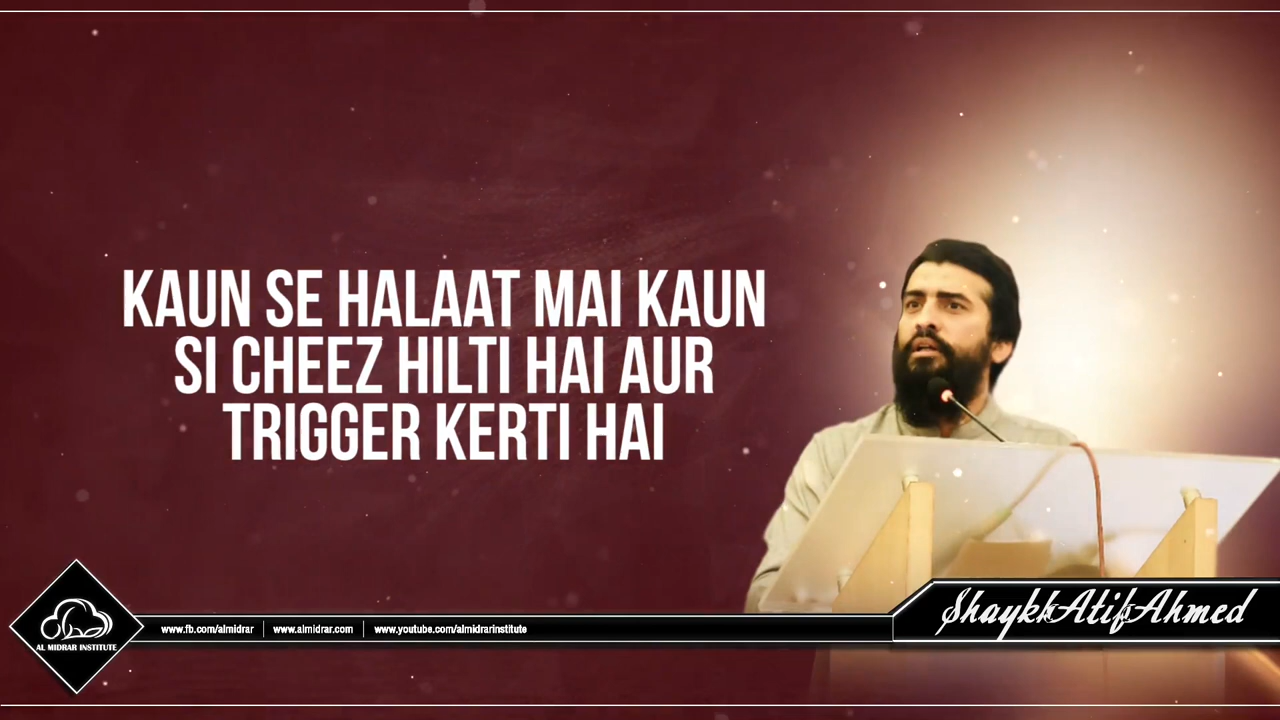 KAUN SE HALAAT MAI KAUN
SI CHEEZ HILTI HAI AUR
TRIGGER KERTI HAI
ShaykhAtifAhmed
AL MIDRAR INSTITUTE
www.fb.com/almidrar | www.almidrar.com | www.youtube.com/almidrarinstitute